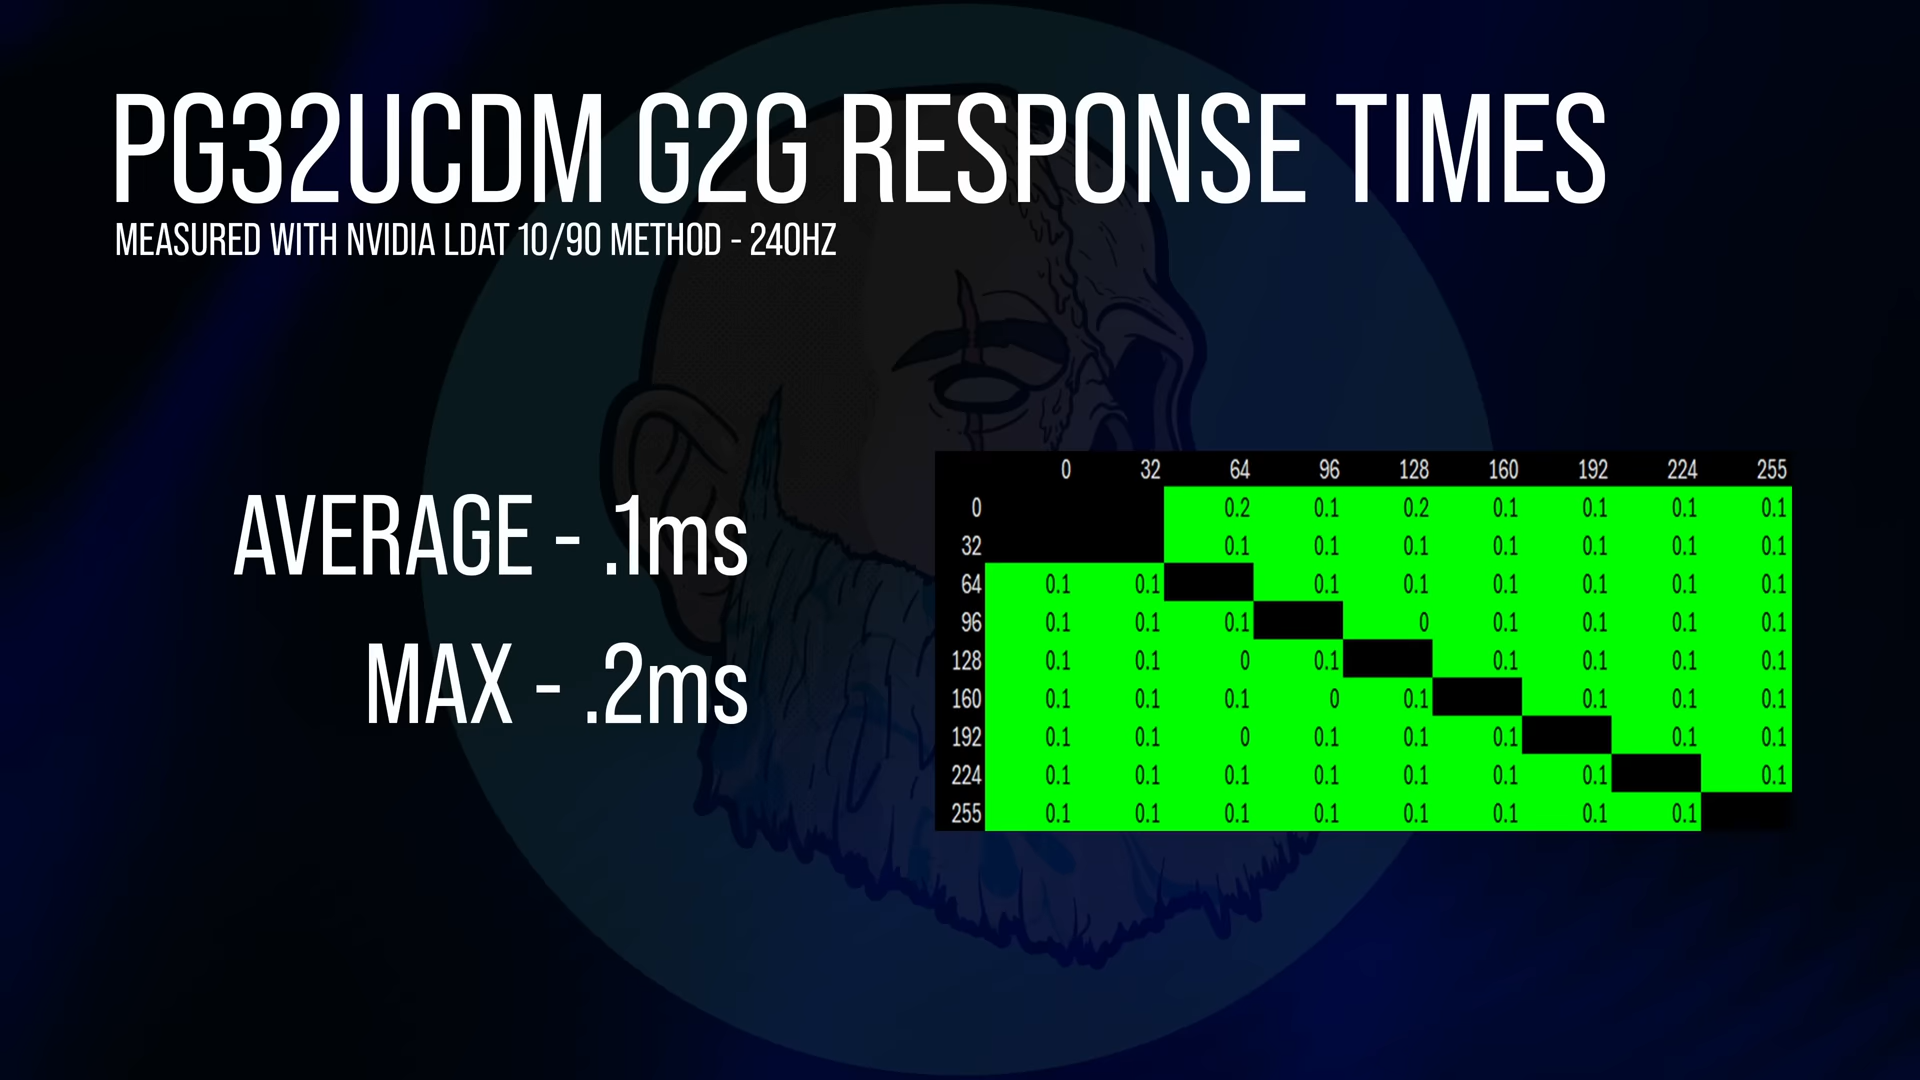 PG32UCDM G2G RESPONSE TIMES
MEASURED WITH NVIDIA LDAT 10/90 METHOD - 240HZ
AVERAGE - .1ms
MAX - .2ms
0 32 64 96 128 160 192 224 255
0 0.2 0.1 0.2 0.1 0.1 0.1 0.1
32 0.1 0.1 0.1 0.1 0.1 0.1 0.1
64 0.1 0.1 0.1 0.1 0.1 0.1 0.1 0.1
96 0.1 0.1 0.1 0 0.1 0.1 0.1 0.1
128 0.1 0.1 0 0.1 0.1 0.1 0.1 0.1
160 0.1 0.1 0.1 0 0.1 0.1 0.1 0.1
192 0.1 0.1 0 0.1 0.1 0.1 0.1 0.1
224 0.1 0.1 0.1 0.1 0.1 0.1 0.1 0.1
255 0.1 0.1 0.1 0.1 0.1 0.1 0.1 0.1